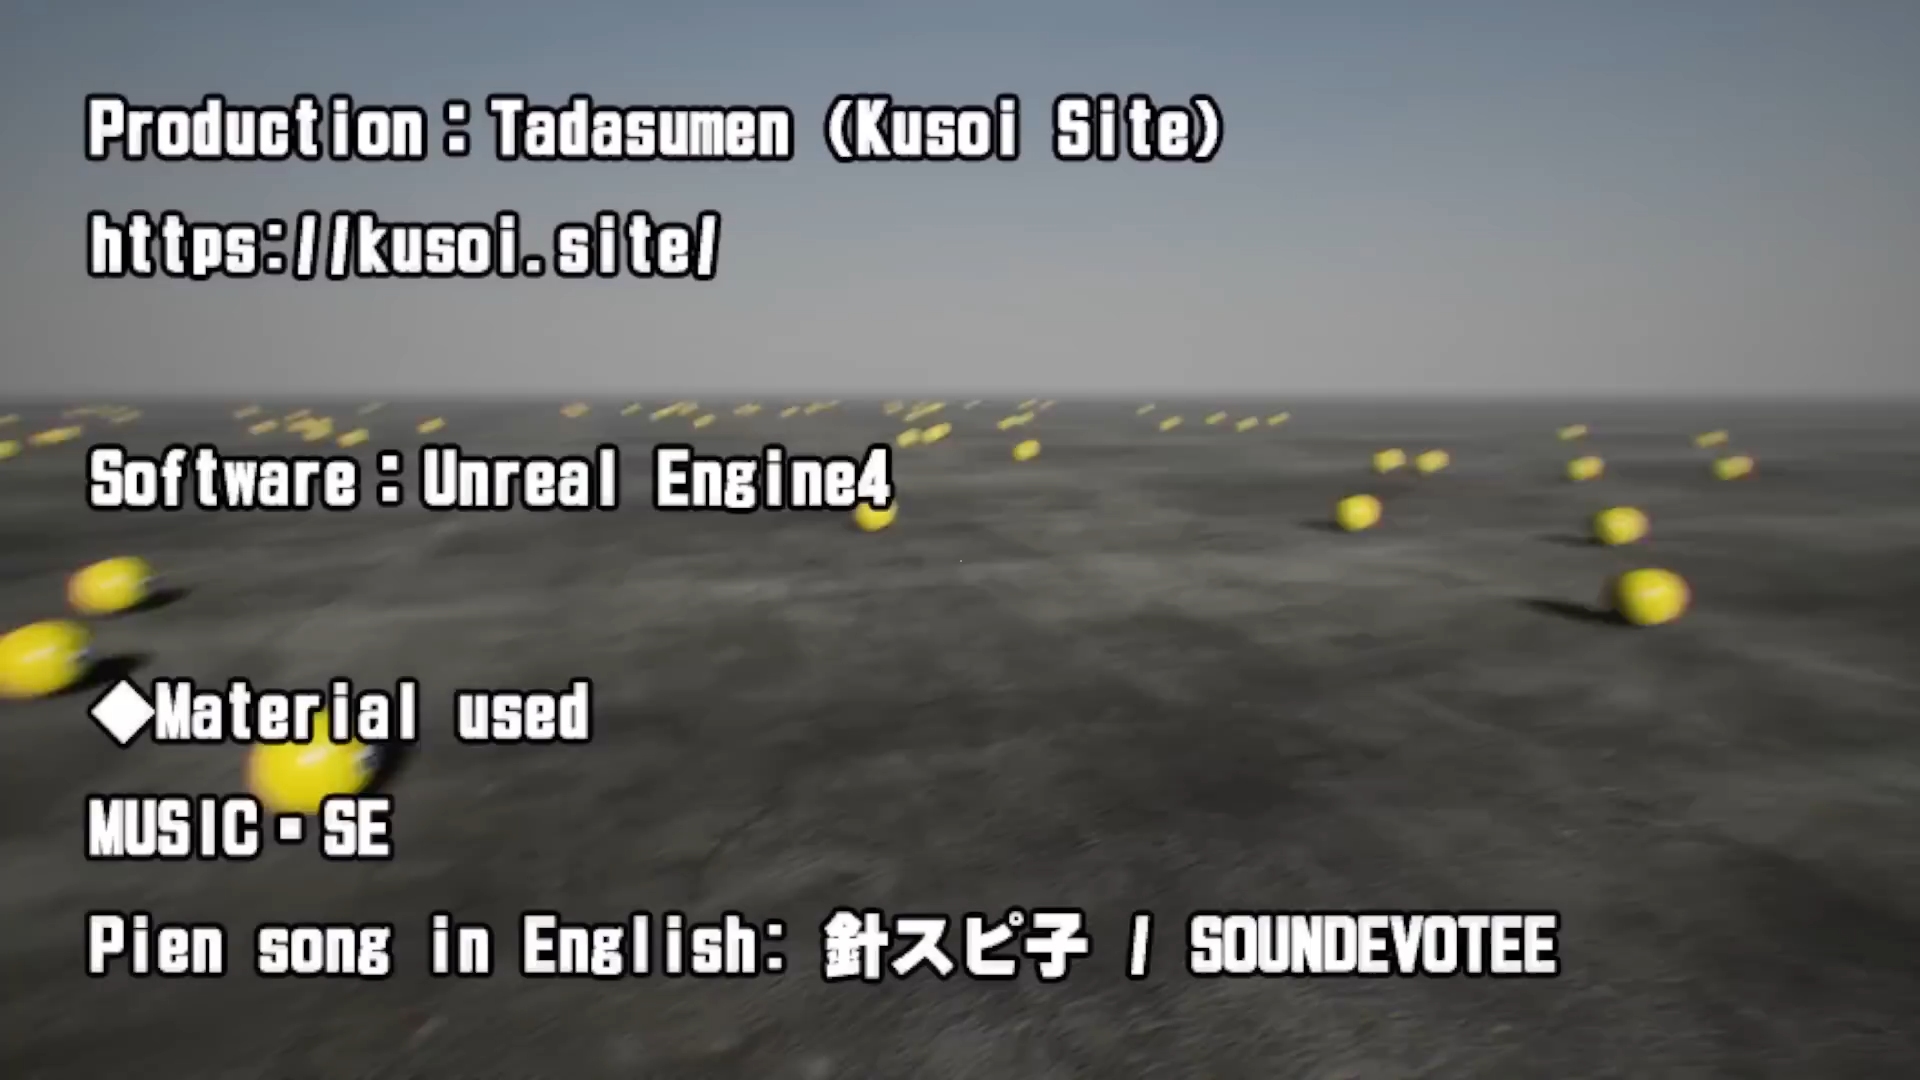 Production：Tadasumen (Kusoi Site)
https://kusoi.site/
Software：Unreal Engine4
◆Material used
MUSIC・SE
Pien song in English: 針スピ子 / SOUNDEVOTEE